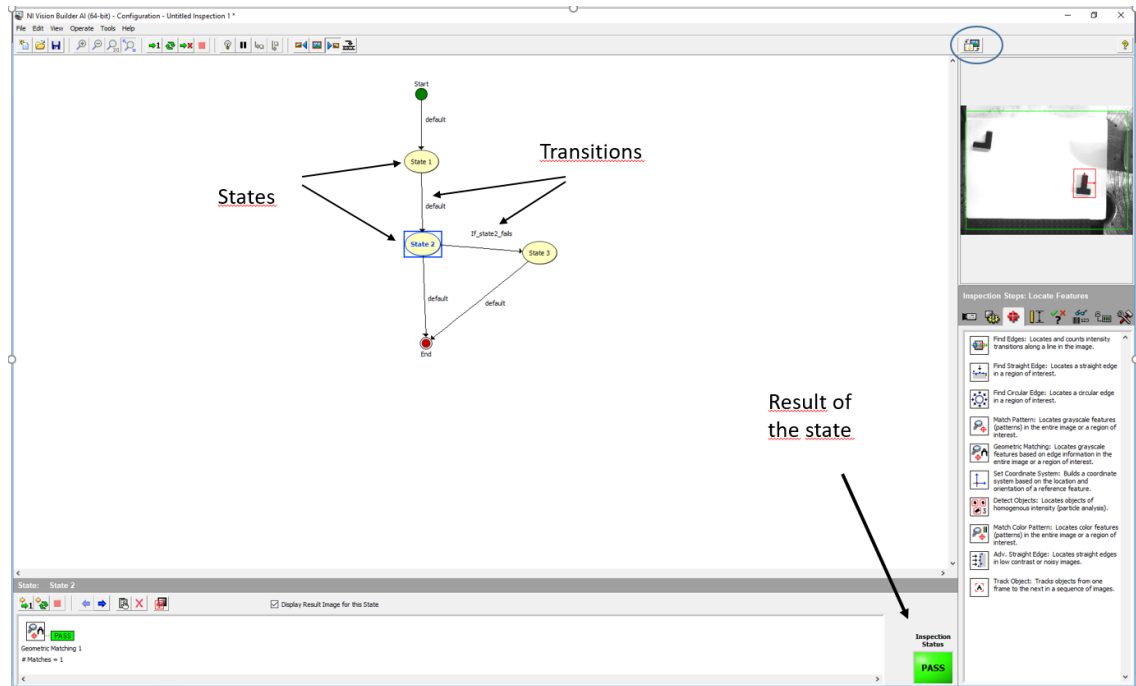 NI Vision Builder AI (64-bit) - Configuration - Untitled Inspection 1 *
File Edit View Operate Tools Help
Start
default
State 1
Transitions
States
default
If_state2_fails
State 2
State 3
default
default
End
Result of
the state
State: State 2
Display Result Image for this State
PASS
Geometric Matching 1
# Matches = 1
Inspection
Status
PASS
Inspection Steps: Locate Features
Find Edges: Locates and counts intensity
transitions along a line in the image.
Find Straight Edge: Locates a straight edge
in a region of interest.
Find Circular Edge: Locates a circular edge
in a region of interest.
Match Pattern: Locates grayscale features
(patterns) in the entire image or a region of
interest.
Geometric Matching: Locates grayscale
features based on edge information in the
entire image or a region of interest.
Set Coordinate System: Builds a coordinate
system based on the location and
orientation of a reference feature.
Detect Objects: Locates objects of
homogenous intensity (particle analysis).
Match Color Pattern: Locates color features
(patterns) in the entire image or a region of
interest.
Adv. Straight Edge: Locates straight edges
in low contrast or noisy images.
Track Object: Tracks objects from one
frame to the next in a sequence of images.